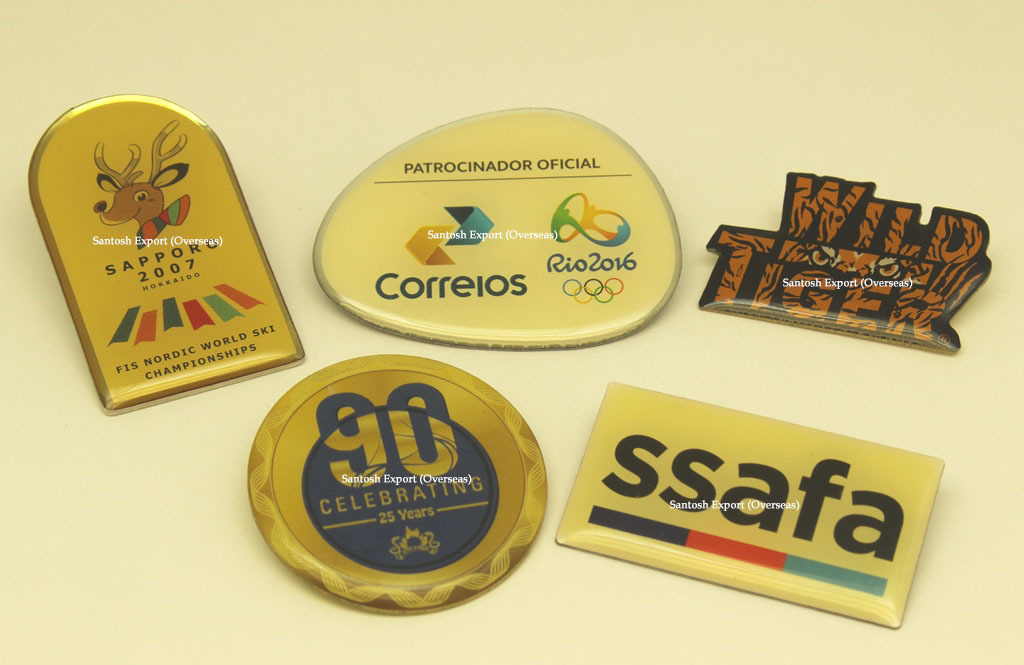 SAPPORO
2007
HOKKAIDO
FIS NORDIC WORLD SKI
CHAMPIONSHIPS
Santosh Export (Overseas)
PATROCINADOR OFICIAL
Correios
Rio2016
Santosh Export (Overseas)
WILD
TIGER
Santosh Export (Overseas)
90
CELEBRATING
25 Years
Santosh Export (Overseas)
ssafa
Santosh Export (Overseas)